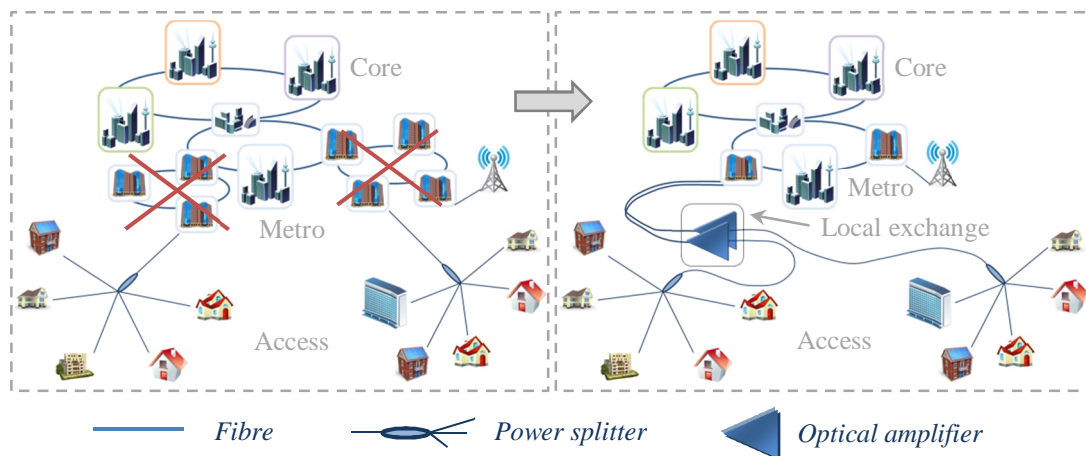 Core
Metro
Access
Core
Metro
Local exchange
Access
Fibre
Power splitter
Optical amplifier